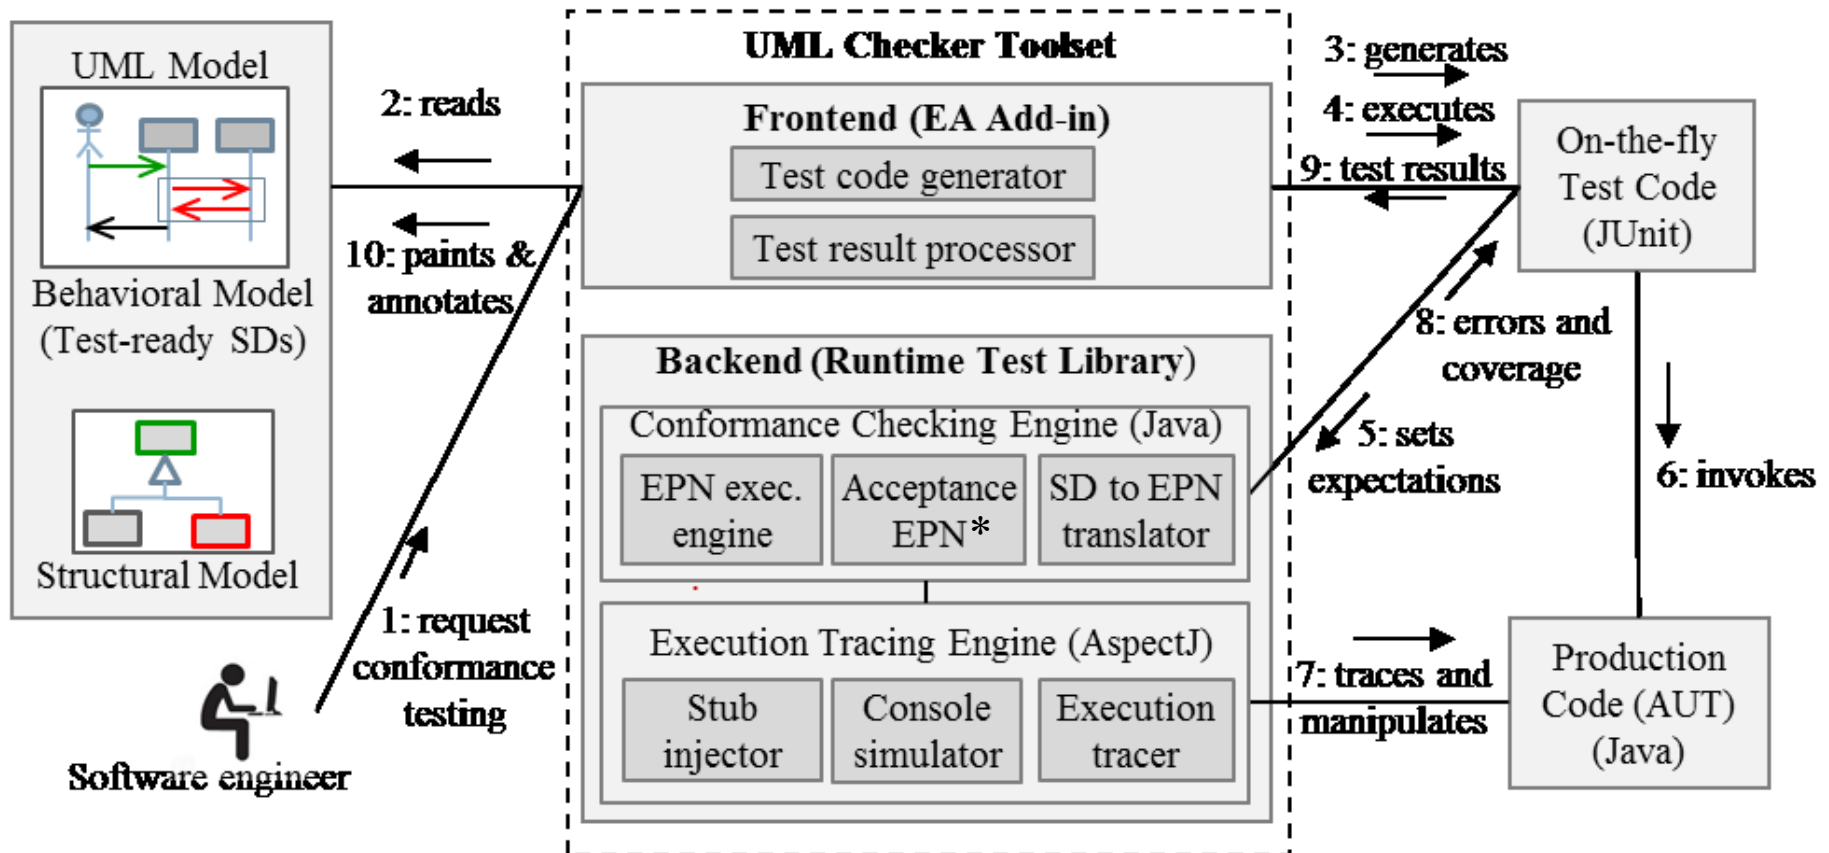 UML Model
Behavioral Model
(Test-ready SDs)
Structural Model
Software engineer
1: request
conformance
testing
2: reads
10: paints &
annotates
UML Checker Toolset
Frontend (EA Add-in)
Test code generator
Test result processor
Backend (Runtime Test Library)
Conformance Checking Engine (Java)
EPN exec.
engine
Acceptance
EPN*
SD to EPN
translator
Execution Tracing Engine (AspectJ)
Stub
injector
Console
simulator
Execution
tracer
3: generates
4: executes
9: test results
8: errors and
coverage
5: sets
expectations
6: invokes
7: traces and
manipulates
On-the-fly
Test Code
(JUnit)
Production
Code (AUT)
(Java)